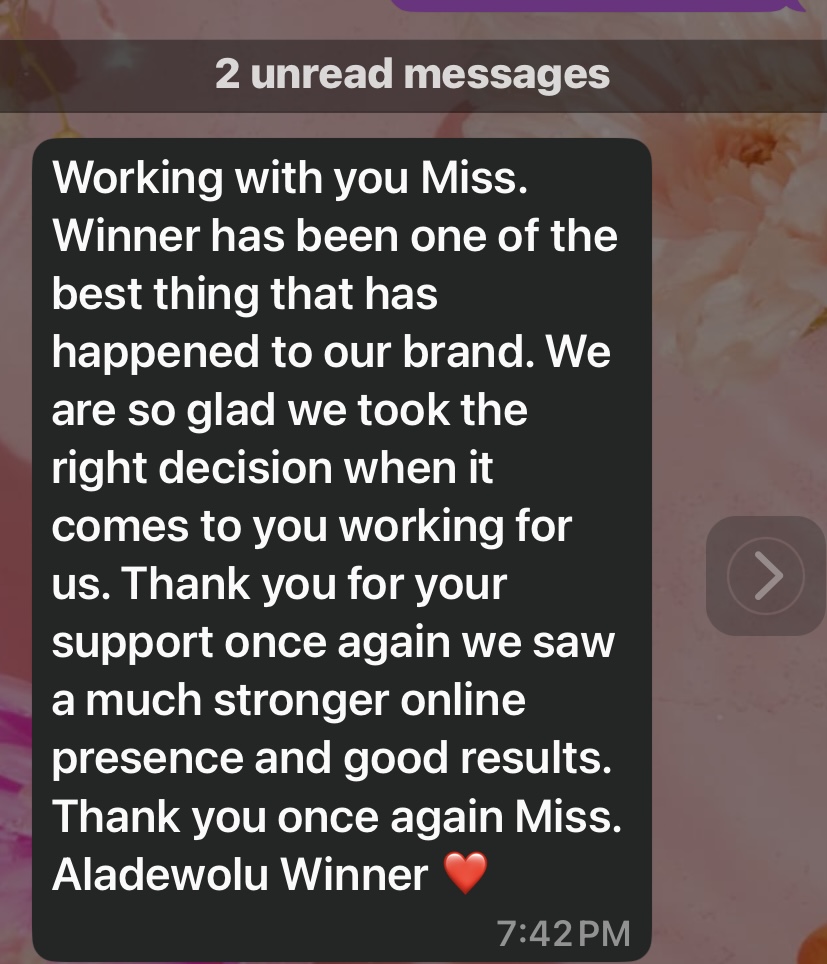 2 unread messages
Working with you Miss.
Winner has been one of the
best thing that has
happened to our brand. We
are so glad we took the
right decision when it
comes to you working for
us. Thank you for your
support once again we saw
a much stronger online
presence and good results.
Thank you once again Miss.
Aladewolu Winner ❤️
7:42 PM